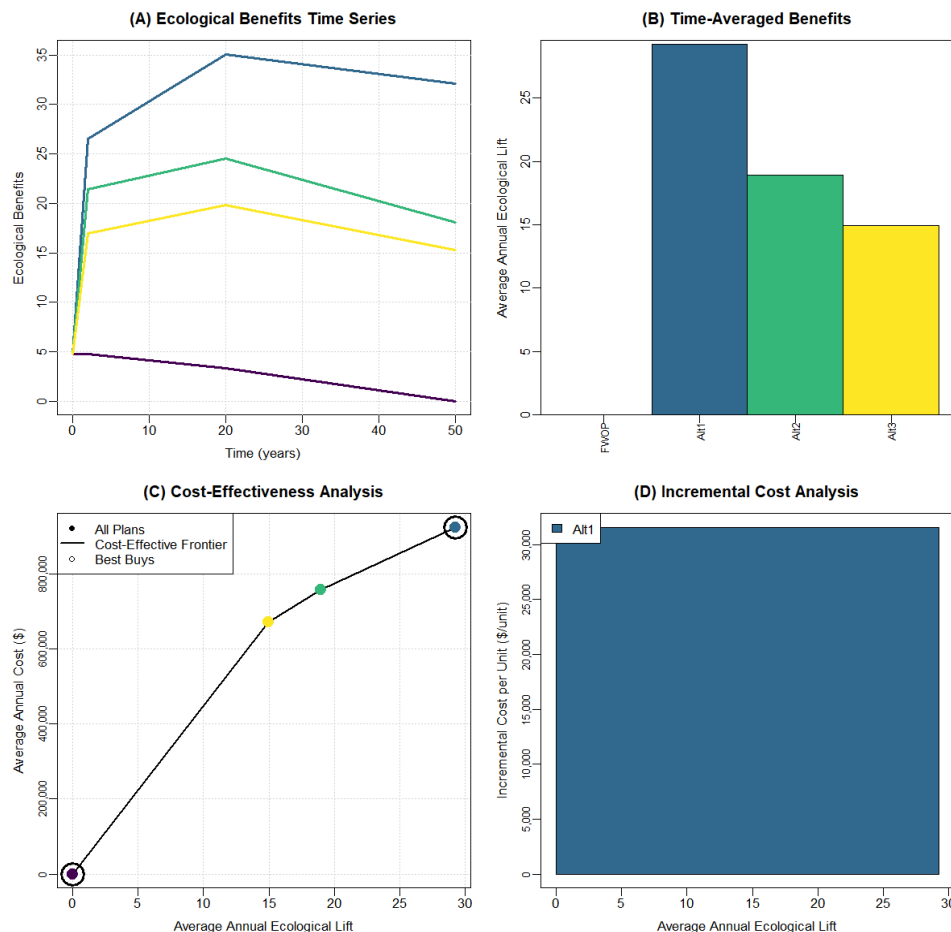 (A) Ecological Benefits Time Series
Ecological Benefits
0
5
10
15
20
25
30
35
0 10 20 30 40 50
Time (years)
(B) Time-Averaged Benefits
Average Annual Ecological Lift
0
5
10
15
20
25
FWOP Alt1 Alt2 Alt3
(C) Cost-Effectiveness Analysis
All Plans
Cost-Effective Frontier
Best Buys
Average Annual Cost ($)
0
200,000
400,000
600,000
800,000
0 5 10 15 20 25 30
Average Annual Ecological Lift
(D) Incremental Cost Analysis
Alt1
Incremental Cost per Unit ($/unit)
0
5,000
10,000
15,000
20,000
25,000
30,000
0 5 10 15 20 25 30
Average Annual Ecological Lift